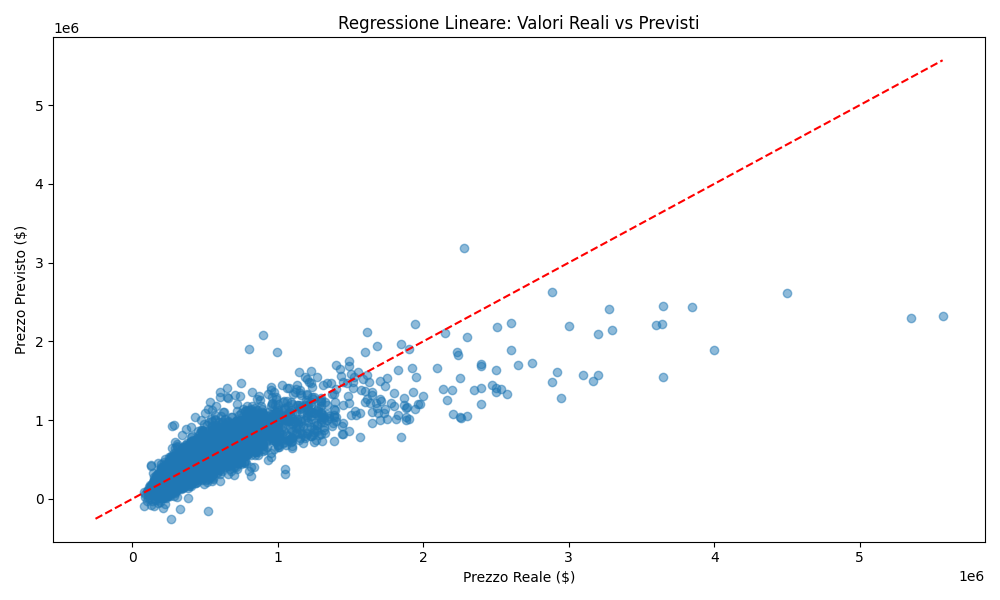 Regressione Lineare: Valori Reali vs Previsti
1e6
5
4
3
2
1
0
Prezzo Previsto ($)
0 1 2 3 4 5
Prezzo Reale ($)
1e6